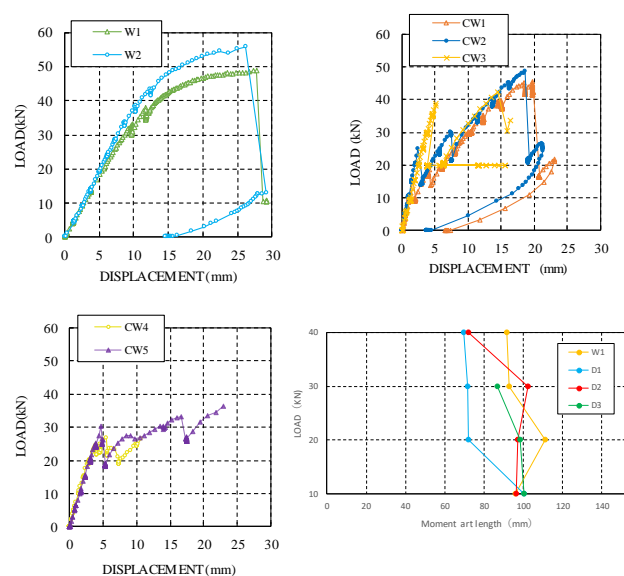 W1
W2
60
50
40
30
20
10
0
LOAD(kN)
0 5 10 15 20 25 30
DISPLACEMENT(mm)
CW1
CW2
CW3
60
50
40
30
20
10
0
LOAD (kN)
0 5 10 15 20 25 30
DISPLACEMENT (mm)
CW4
CW5
60
50
40
30
20
10
0
LOAD(kN)
0 5 10 15 20 25 30
DISPLACEMENT (mm)
W1
D1
D2
D3
40
30
20
10
LOAD (KN)
0 20 40 60 80 100 120 140
Moment art length (mm)